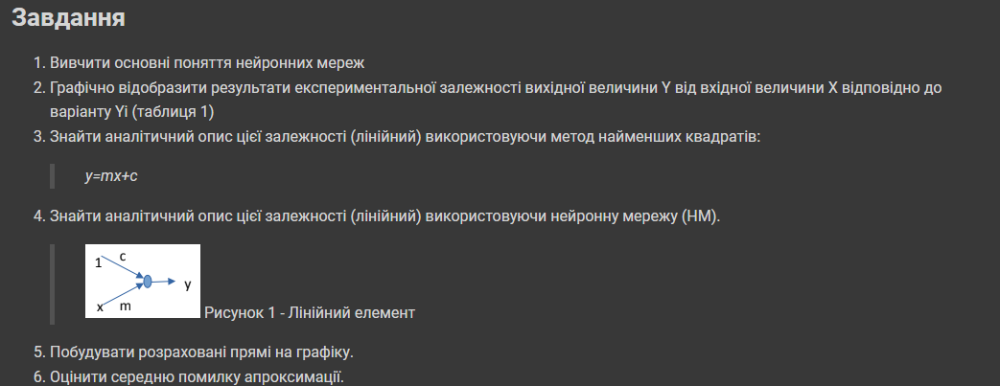 Завдання
1. Вивчити основні поняття нейронних мереж
2. Графічно відобразити результати експериментальної залежності вихідної величини Y від вхідної величини X відповідно до
варіанту Yi (таблиця 1)
3. Знайти аналітичний опис цієї залежності (лінійний) використовуючи метод найменших квадратів:
y=mx+c
4. Знайти аналітичний опис цієї залежності (лінійний) використовуючи нейронну мережу (НМ).
1 c
y
x m
Рисунок 1 - Лінійний елемент
5. Побудувати розраховані прямі на графіку.
6. Оцінити середню помилку апроксимації.